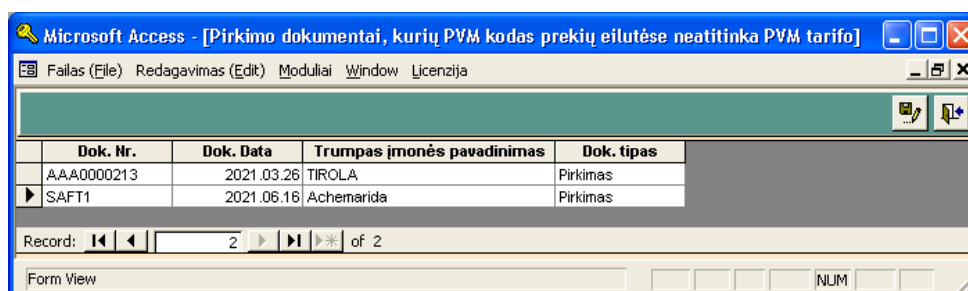 Microsoft Access - [Pirkimo dokumentai, kurių PVM kodas prekių eilutėse neatitinka PVM tarifo]
Failas (File) Redagavimas (Edit) Moduliai Window Licenzija
Dok. Nr. Dok. Data Trumpas įmonės pavadinimas Dok. tipas
AAA0000213 2021.03.26 TIROLA Pirkimas
SAFT1 2021.06.16 Achemarida Pirkimas
Record: 2 of 2
Form View NUM